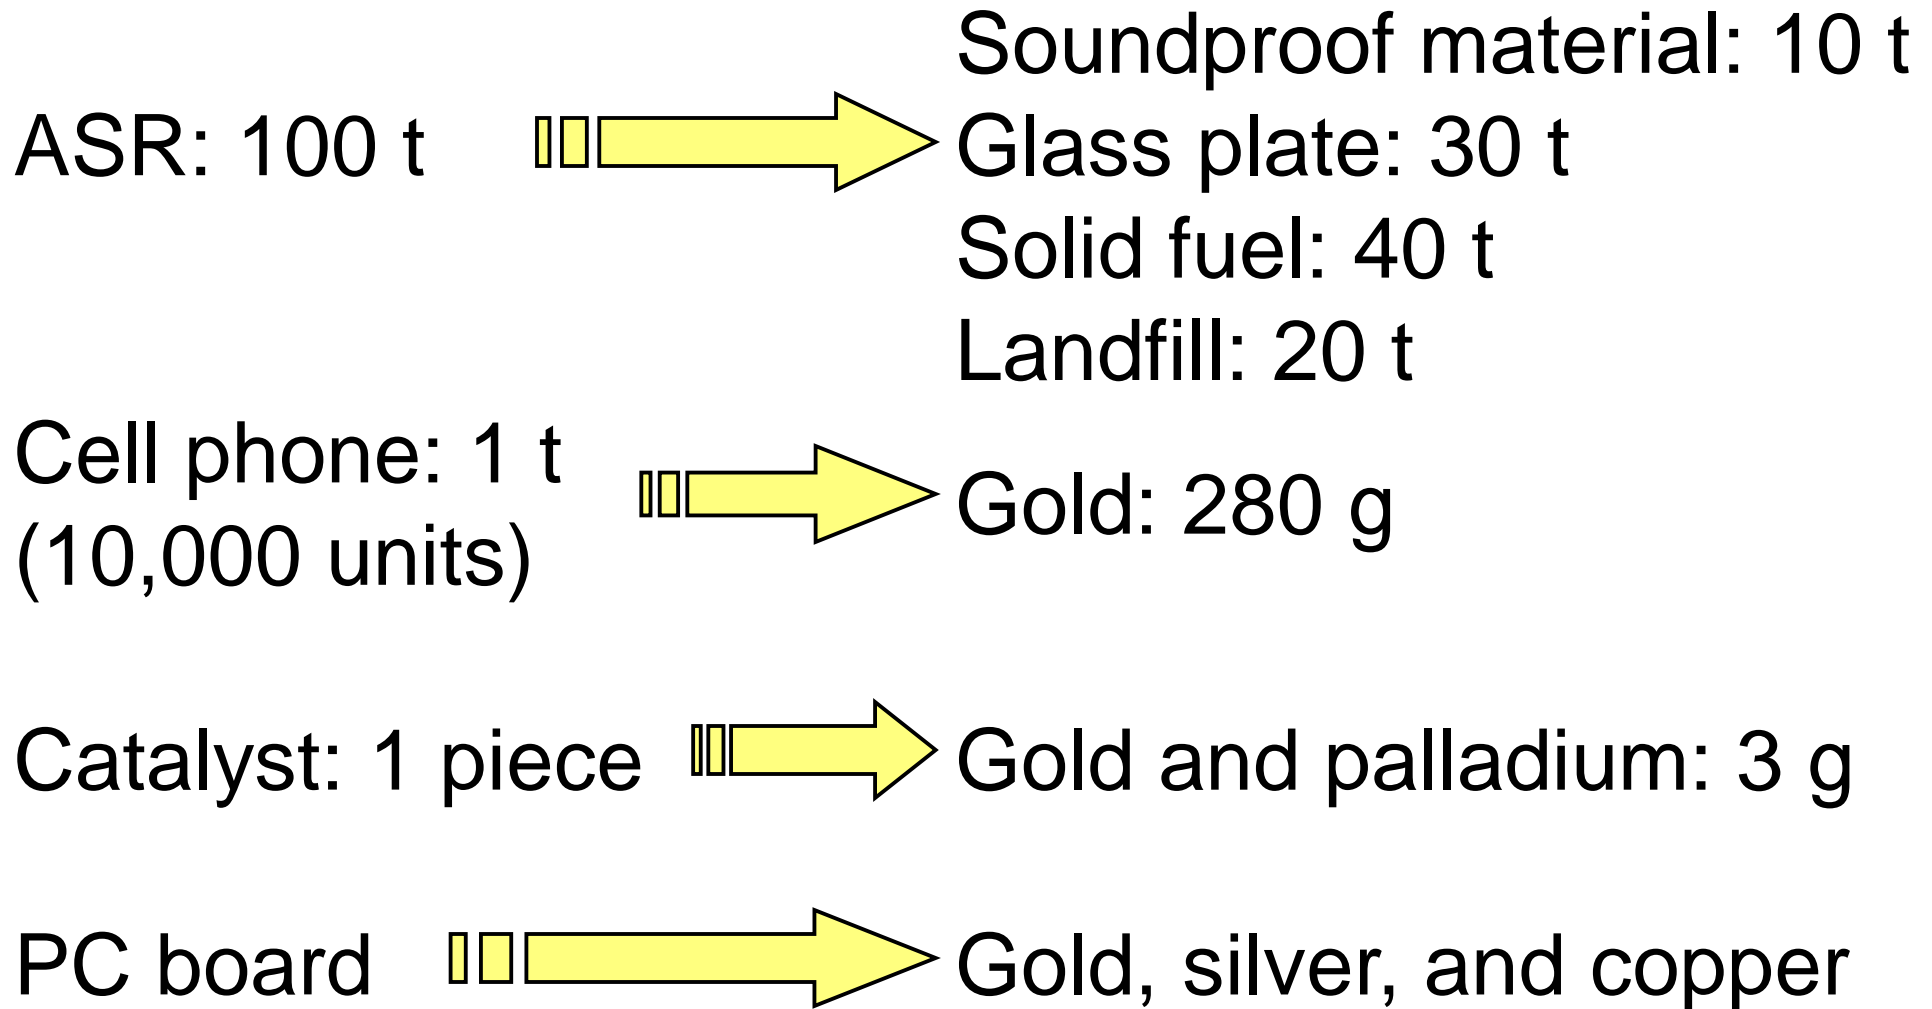 ASR: 100 t
Soundproof material: 10 t
Glass plate: 30 t
Solid fuel: 40 t
Landfill: 20 t
Cell phone: 1 t
(10,000 units)
Gold: 280 g
Catalyst: 1 piece
Gold and palladium: 3 g
PC board
Gold, silver, and copper